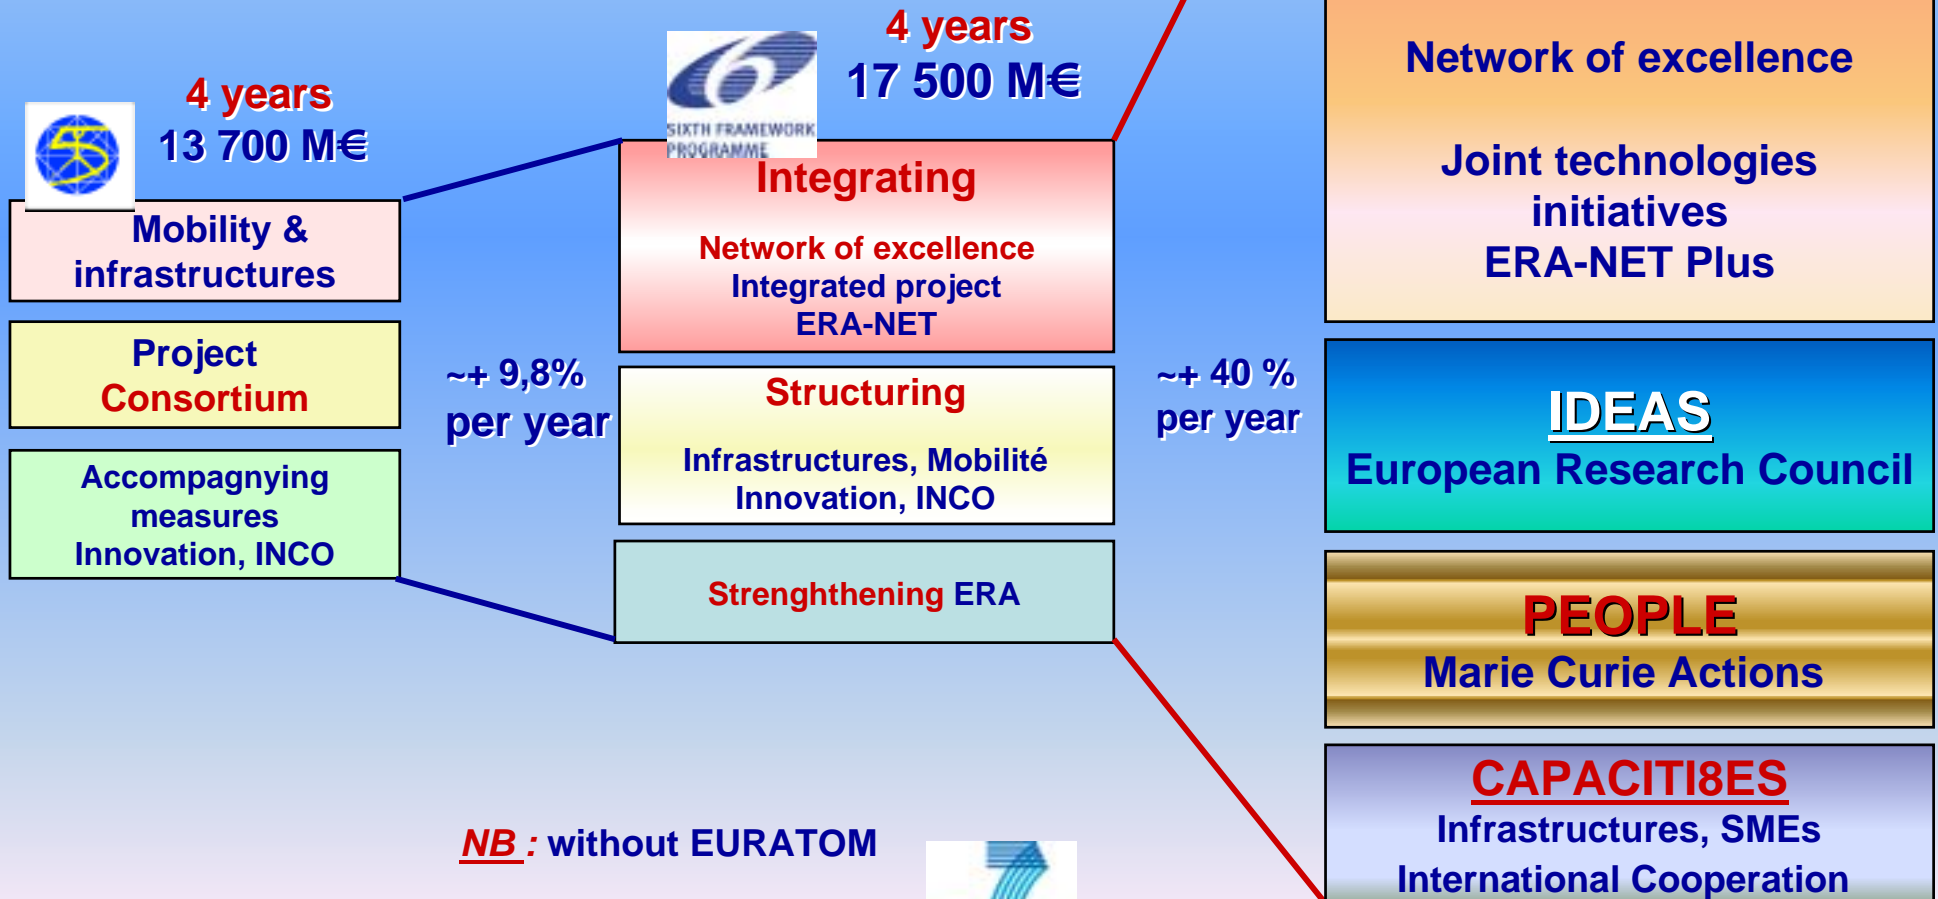 4 years
13 700 M€
Mobility &
infrastructures
Project
Consortium
Accompagnying
measures
Innovation, INCO
~+ 9,8%
per year
4 years
17 500 M€
SIXTH FRAMEWORK
PROGRAMME
Integrating
Network of excellence
Integrated project
ERA-NET
Structuring
Infrastructures, Mobilité
Innovation, INCO
Strenghthening ERA
~+ 40 %
per year
Network of excellence
Joint technologies
initiatives
ERA-NET Plus
IDEAS
European Research Council
PEOPLE
Marie Curie Actions
CAPACITI8ES
Infrastructures, SMEs
International Cooperation
NB : without EURATOM
7